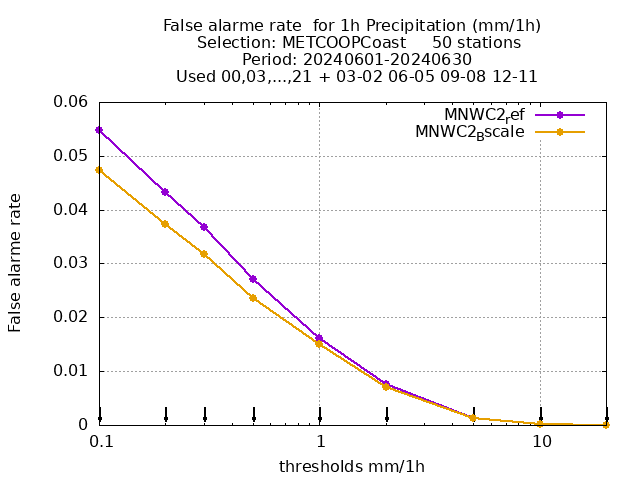 False alarme rate  for 1h Precipitation (mm/1h)
Selection: METCOOPCoast     50 stations
Period: 20240601-20240630
Used 00,03,...,21 + 03-02 06-05 09-08 12-11
MNWC2ref
MNWC2Bscale
0.06
0.05
0.04
0.03
0.02
0.01
0
False alarme rate
0.1
1
10
thresholds mm/1h